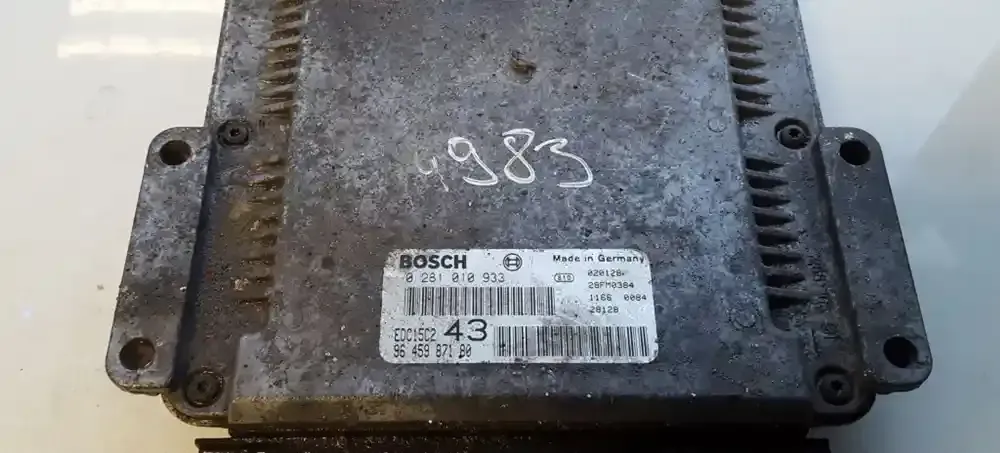 4983
BOSCH Made in Germany
0 281 010 933 020128
28FM0384
1166 0084
28128
EDC15C2 43
96 459 871 80